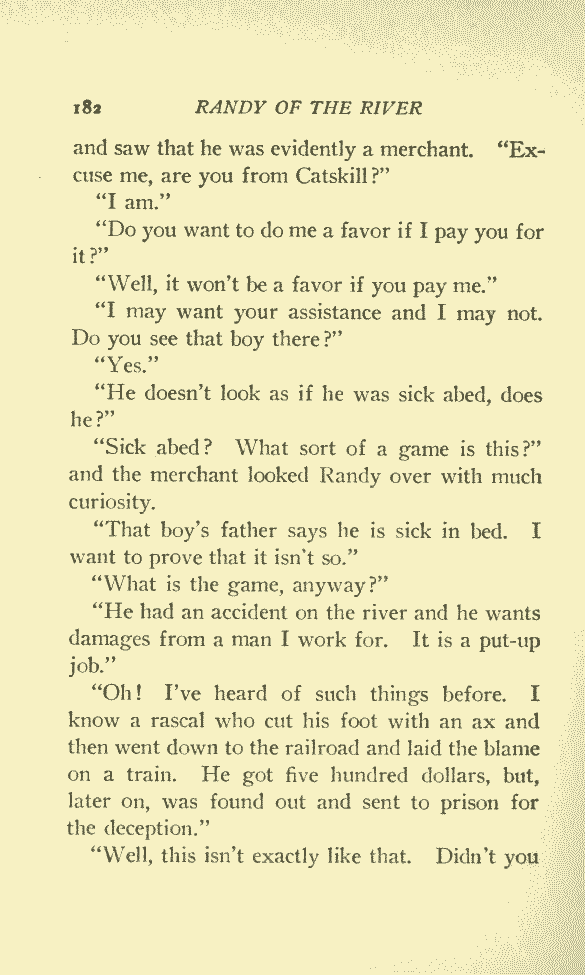 182 RANDY OF THE RIVER
and saw that he was evidently a merchant. “Ex-
cuse me, are you from Catskill?”
“I am.”
“Do you want to do me a favor if I pay you for
it?”
“Well, it won’t be a favor if you pay me.”
“I may want your assistance and I may not.
Do you see that boy there?”
“Yes.”
“He doesn’t look as if he was sick abed, does
he?”
“Sick abed? What sort of a game is this?”
and the merchant looked Randy over with much
curiosity.
“That boy’s father says he is sick in bed. I
want to prove that it isn’t so.”
“What is the game, anyway?”
“He had an accident on the river and he wants
damages from a man I work for. It is a put-up
job.”
“Oh! I’ve heard of such things before. I
know a rascal who cut his foot with an ax and
then went down to the railroad and laid the blame
on a train. He got five hundred dollars, but,
later on, was found out and sent to prison for
the deception.”
“Well, this isn’t exactly like that. Didn’t you